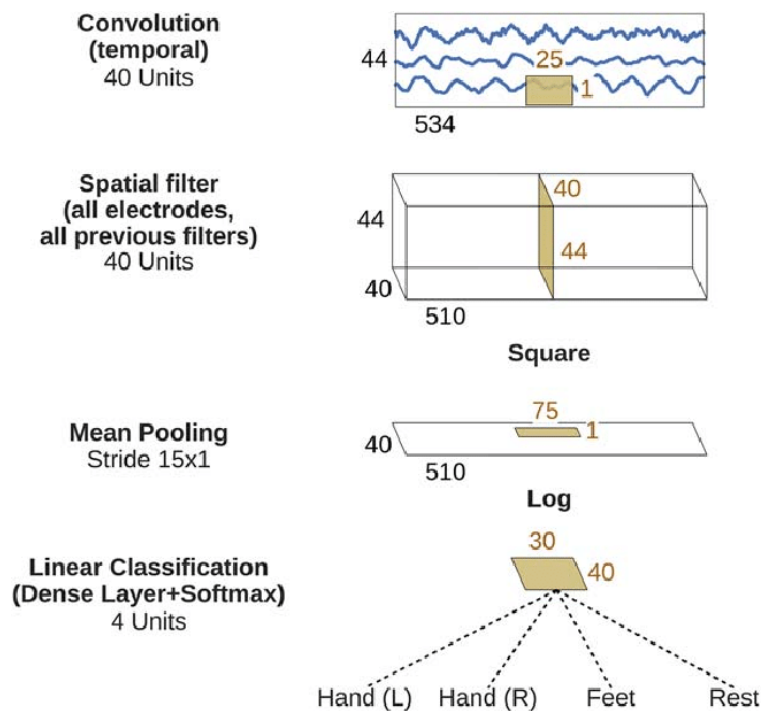 Convolution
(temporal)
40 Units
44
25
1
534
Spatial filter
(all electrodes,
all previous filters)
40 Units
40
44
44
40
510
Square
Mean Pooling
Stride 15x1
75
1
40
510
Log
Linear Classification
(Dense Layer+Softmax)
4 Units
30
40
Hand (L) Hand (R) Feet Rest